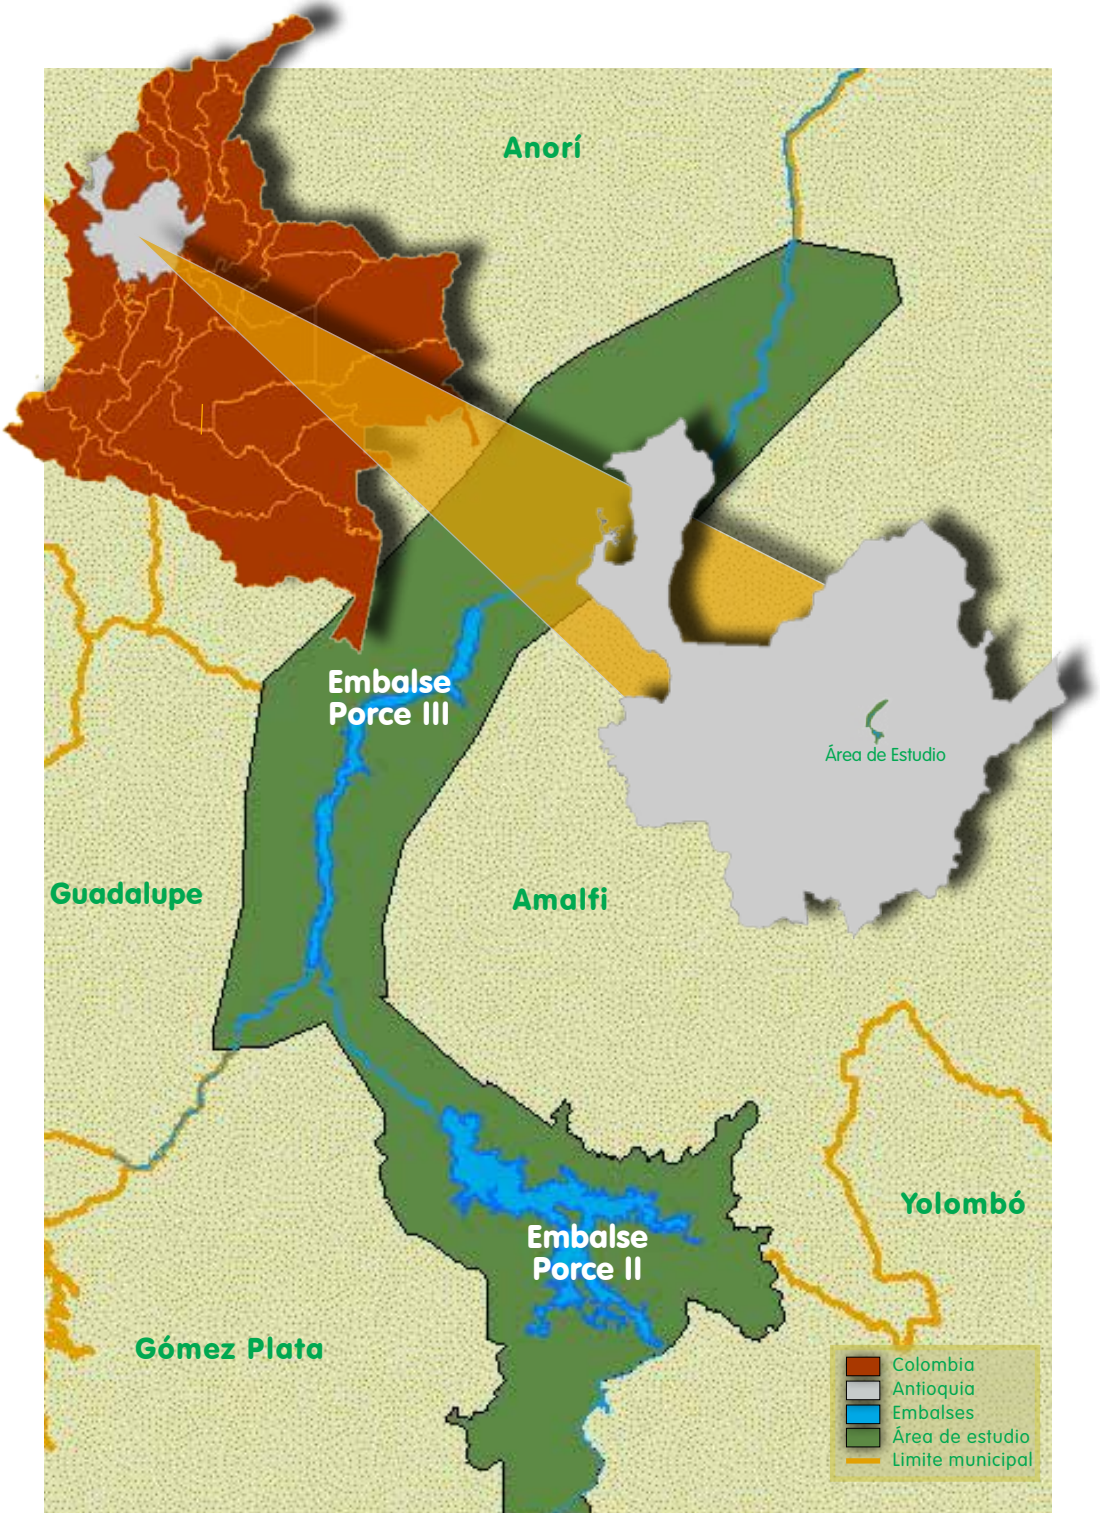 Anorí
Embalse
Porce III
Área de Estudio
Guadalupe
Amalfi
Yolombó
Embalse
Porce II
Gómez Plata
Colombia
Antioquia
Embalses
Área de estudio
Limite municipal